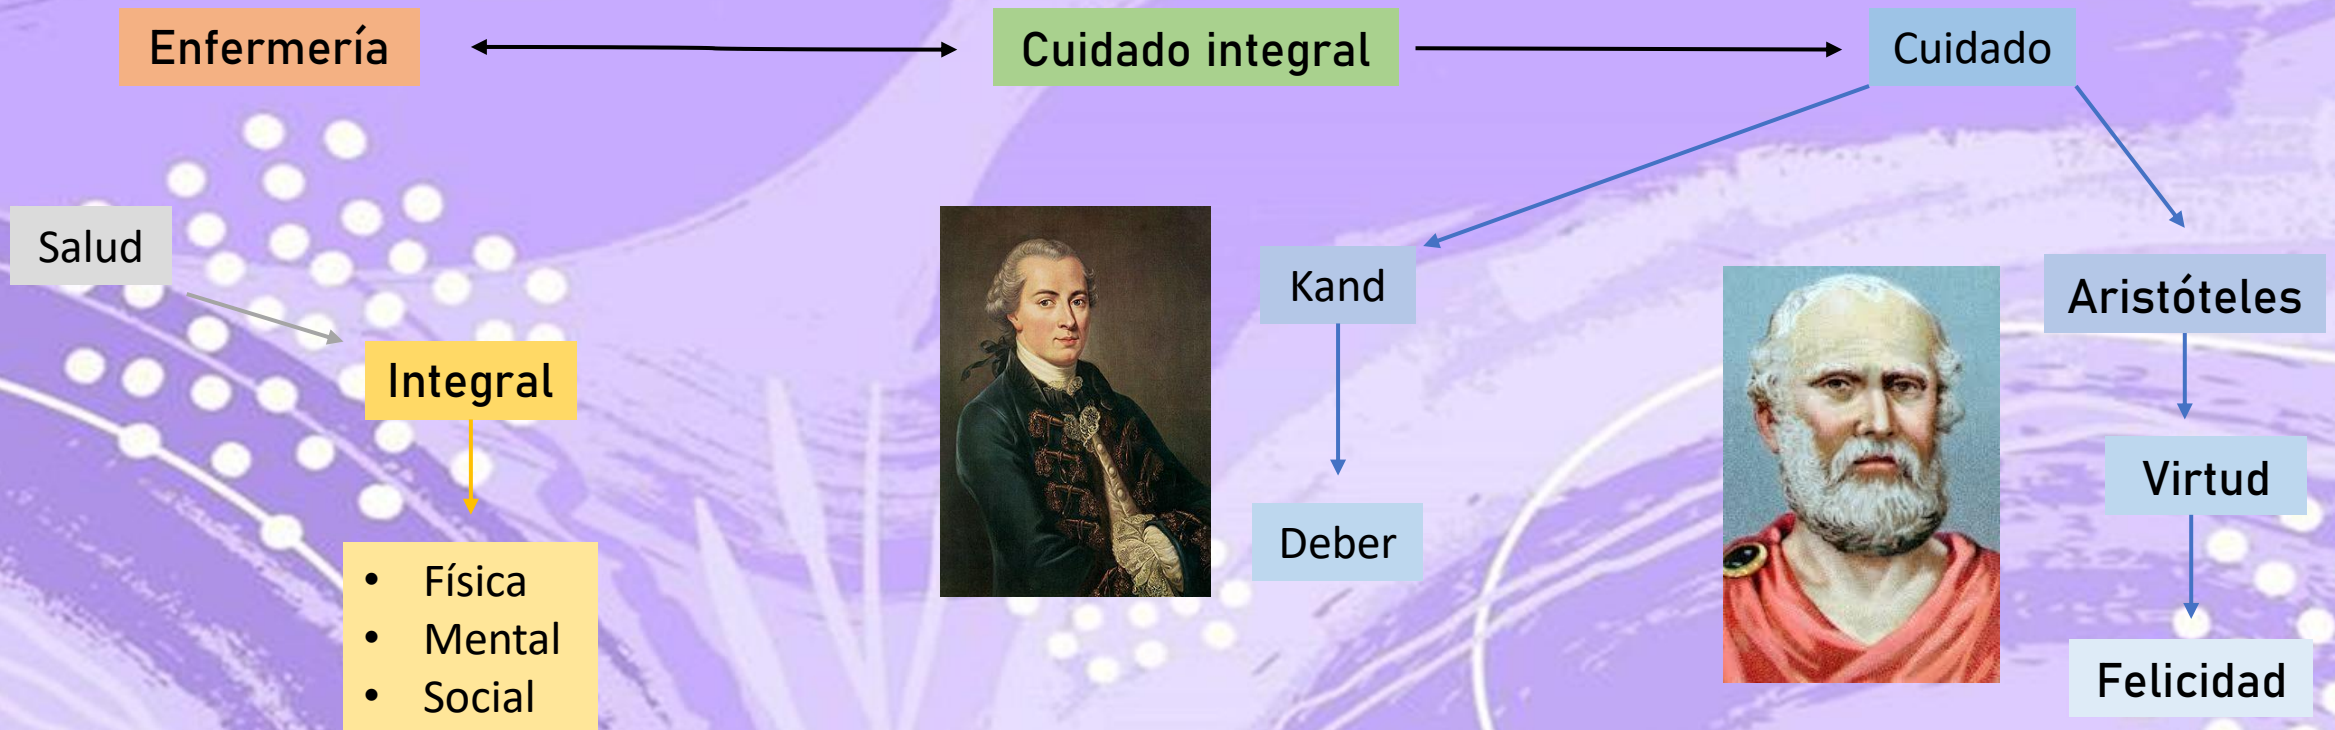 Enfermería
Cuidado integral
Cuidado
Salud
Integral
• Física
• Mental
• Social
Kand
Deber
Aristóteles
Virtud
Felicidad